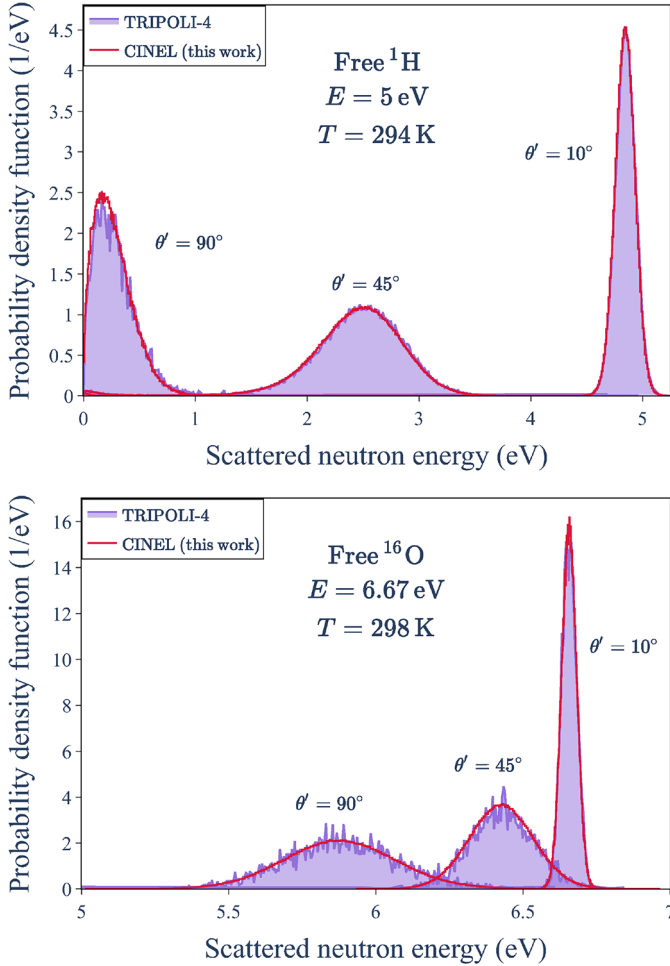 TRIPOLI-4
CINEL (this work)
Free ¹H
E = 5 eV
T = 294 K
θ′ = 10°
θ′ = 90°
θ′ = 45°
Probability density function (1/eV)
4.5
4
3.5
3
2.5
2
1.5
1
0.5
0
0 1 2 3 4 5
Scattered neutron energy (eV)
TRIPOLI-4
CINEL (this work)
Free ¹⁶O
E = 6.67 eV
T = 298 K
θ′ = 10°
θ′ = 45°
θ′ = 90°
Probability density function (1/eV)
16
14
12
10
8
6
4
2
0
5 5.5 6 6.5 7
Scattered neutron energy (eV)